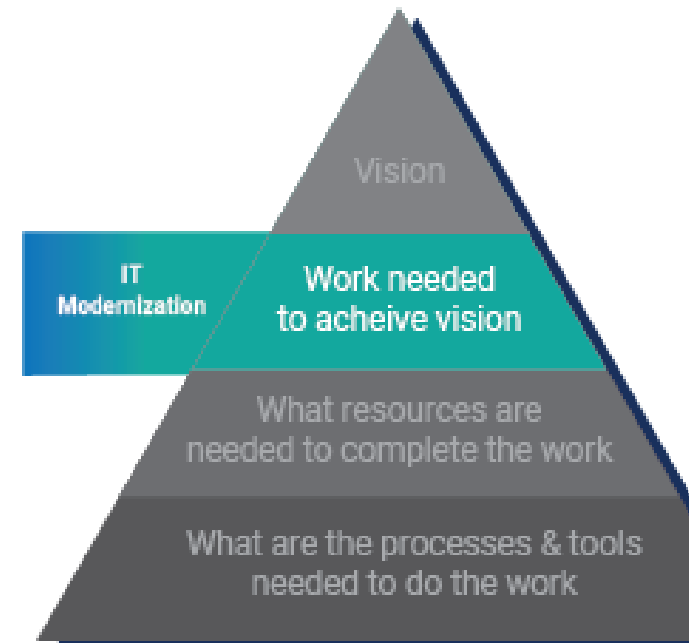 Vision
IT
Modernization
Work needed
to acheive vision
What resources are
needed to complete the work
What are the processes & tools
needed to do the work